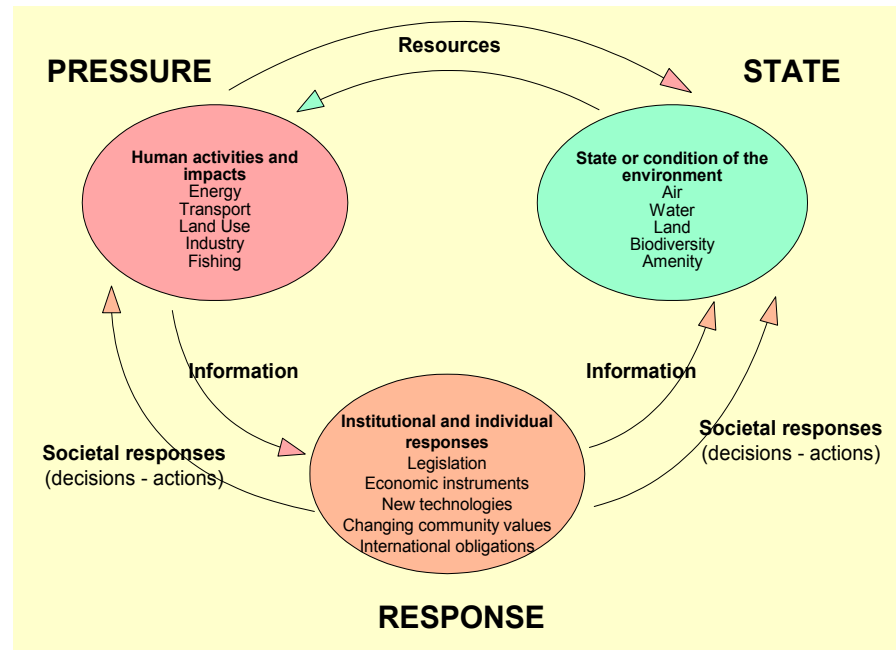 PRESSURE
Resources
STATE
Human activities and
impacts
Energy
Transport
Land Use
Industry
Fishing
State or condition of the
environment
Air
Water
Land
Biodiversity
Amenity
Information
Information
Societal responses
(decisions - actions)
Institutional and individual
responses
Legislation
Economic instruments
New technologies
Changing community values
International obligations
Societal responses
(decisions - actions)
RESPONSE